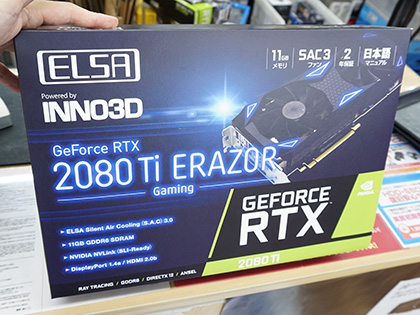 ELSA
Powered by
INNO3D
11GB メモリ
SAC3 ファン
2 年保証
日本語 マニュアル
GeForce RTX
2080 Ti ERAZOR
Gaming
ELSA Silent Air Cooling (S.A.C) 3.0
11GB GDDR6 SDRAM
NVIDIA NVLink (SLI-Ready)
DisplayPort 1.4a / HDMI 2.0b
NVIDIA
GEFORCE
RTX
2080 Ti
RAY TRACING / GDDR6 / DIRECTX 12 / ANSEL